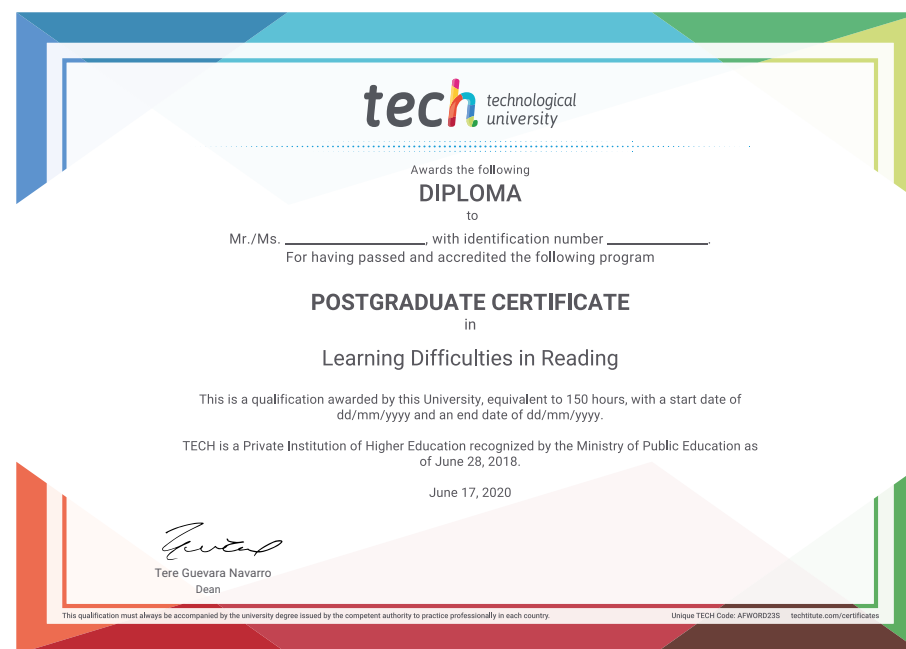 tech technological
university
Awards the following
DIPLOMA
to
Mr./Ms. ____________, with identification number ____________.
For having passed and accredited the following program
POSTGRADUATE CERTIFICATE
in
Learning Difficulties in Reading
This is a qualification awarded by this University, equivalent to 150 hours, with a start date of
dd/mm/yyyy and an end date of dd/mm/yyyy.
TECH is a Private Institution of Higher Education recognized by the Ministry of Public Education as
of June 28, 2018.
June 17, 2020
Tere Guevara Navarro
Dean
This qualification must always be accompanied by the university degree issued by the competent authority to practice professionally in each country.
Unique TECH Code: AFWORD23S techtitute.com/certificates